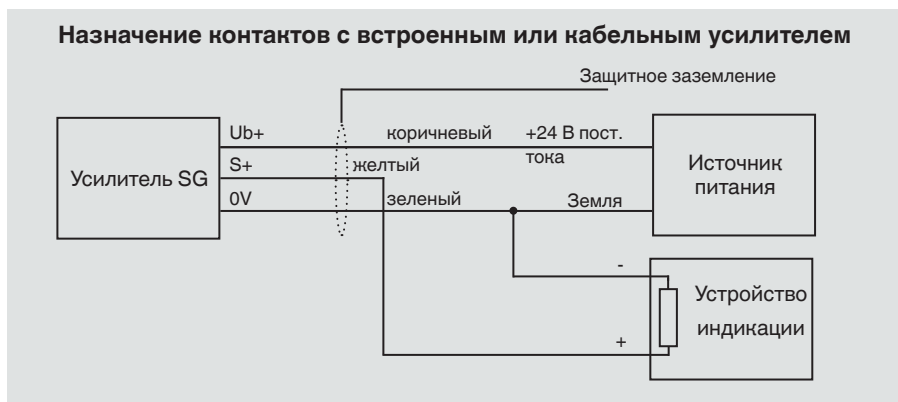 Назначение контактов с встроенным или кабельным усилителем
Защитное заземление
Ub+
коричневый
+24 В пост.
тока
S+
желтый
Усилитель SG
Источник
питания
0V
зеленый
Земля
-
Устройство
индикации
+